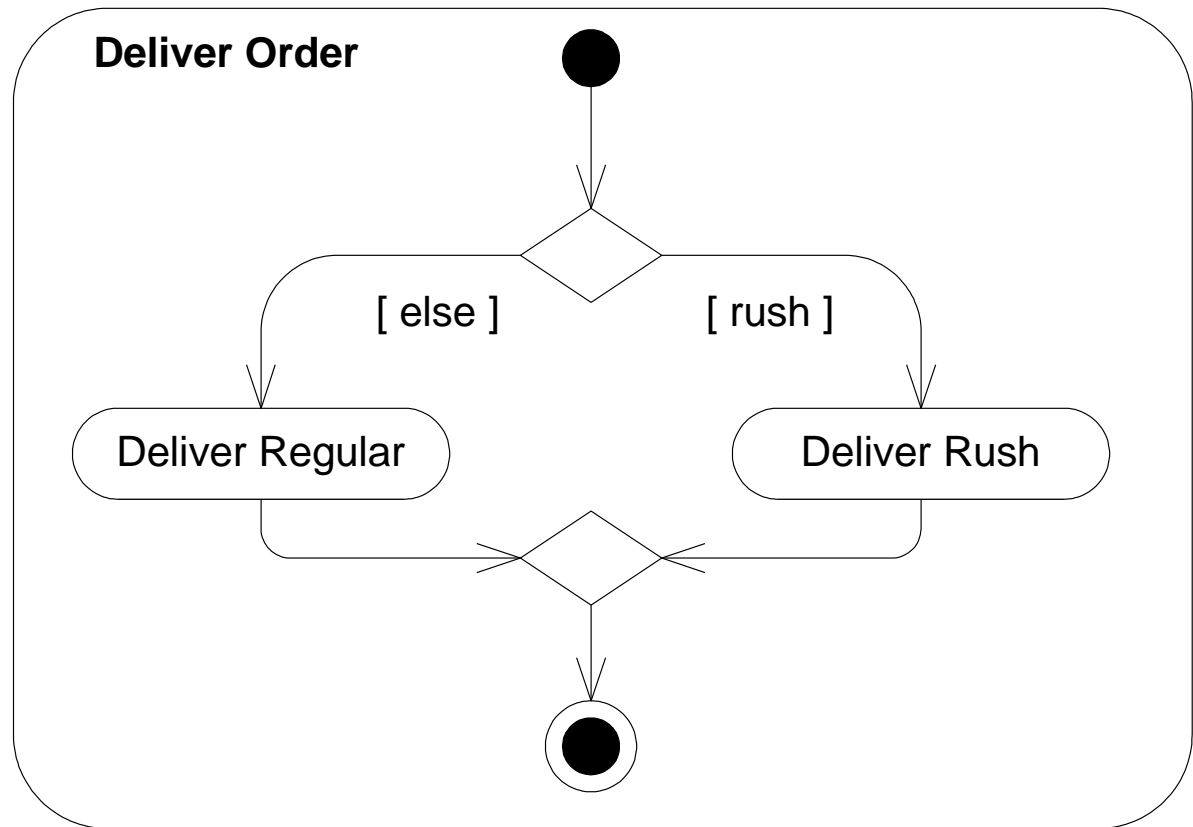 Deliver Order
[ else ]
[ rush ]
Deliver Regular
Deliver Rush